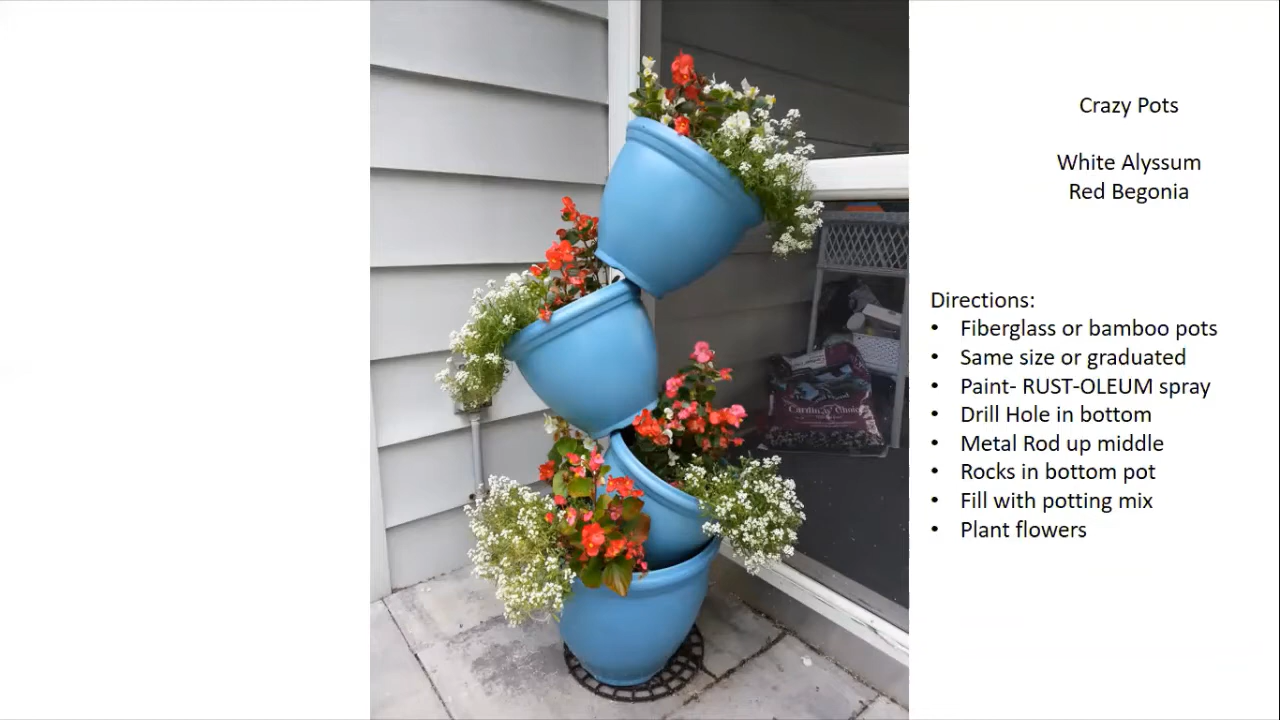 Crazy Pots
White Alyssum
Red Begonia
Directions:
• Fiberglass or bamboo pots
• Same size or graduated
• Paint- RUST-OLEUM spray
• Drill Hole in bottom
• Metal Rod up middle
• Rocks in bottom pot
• Fill with potting mix
• Plant flowers